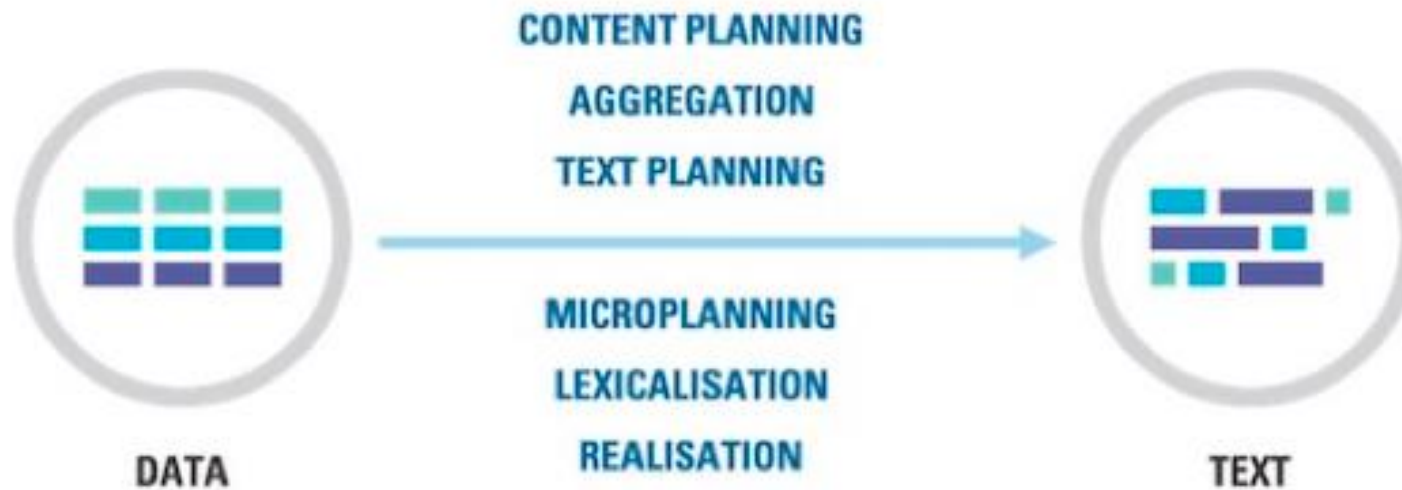 CONTENT PLANNING
AGGREGATION
TEXT PLANNING
MICROPLANNING
LEXICALISATION
REALISATION
DATA
TEXT